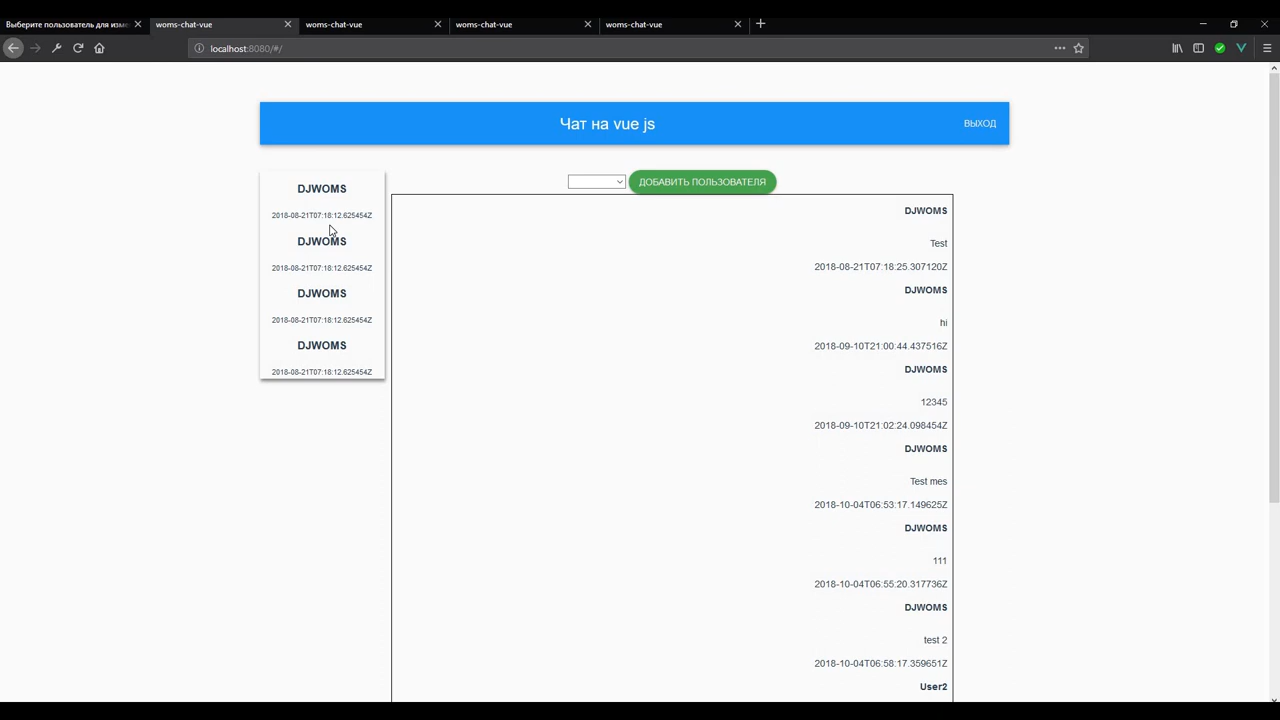 Выберите пользователь для изме
woms-chat-vue
woms-chat-vue
woms-chat-vue
woms-chat-vue
localhost:8080/#/
Чат на vue js
ВЫХОД
DJWOMS
2018-08-21T07:18:12.625454Z
DJWOMS
2018-08-21T07:18:12.625454Z
DJWOMS
2018-08-21T07:18:12.625454Z
DJWOMS
2018-08-21T07:18:12.625454Z
ДОБАВИТЬ ПОЛЬЗОВАТЕЛЯ
DJWOMS
Test
2018-08-21T07:18:25.307120Z
DJWOMS
hi
2018-09-10T21:00:44.437516Z
DJWOMS
12345
2018-09-10T21:02:24.098454Z
DJWOMS
Test mes
2018-10-04T06:53:17.149625Z
DJWOMS
111
2018-10-04T06:55:20.317736Z
DJWOMS
test 2
2018-10-04T06:58:17.359651Z
User2